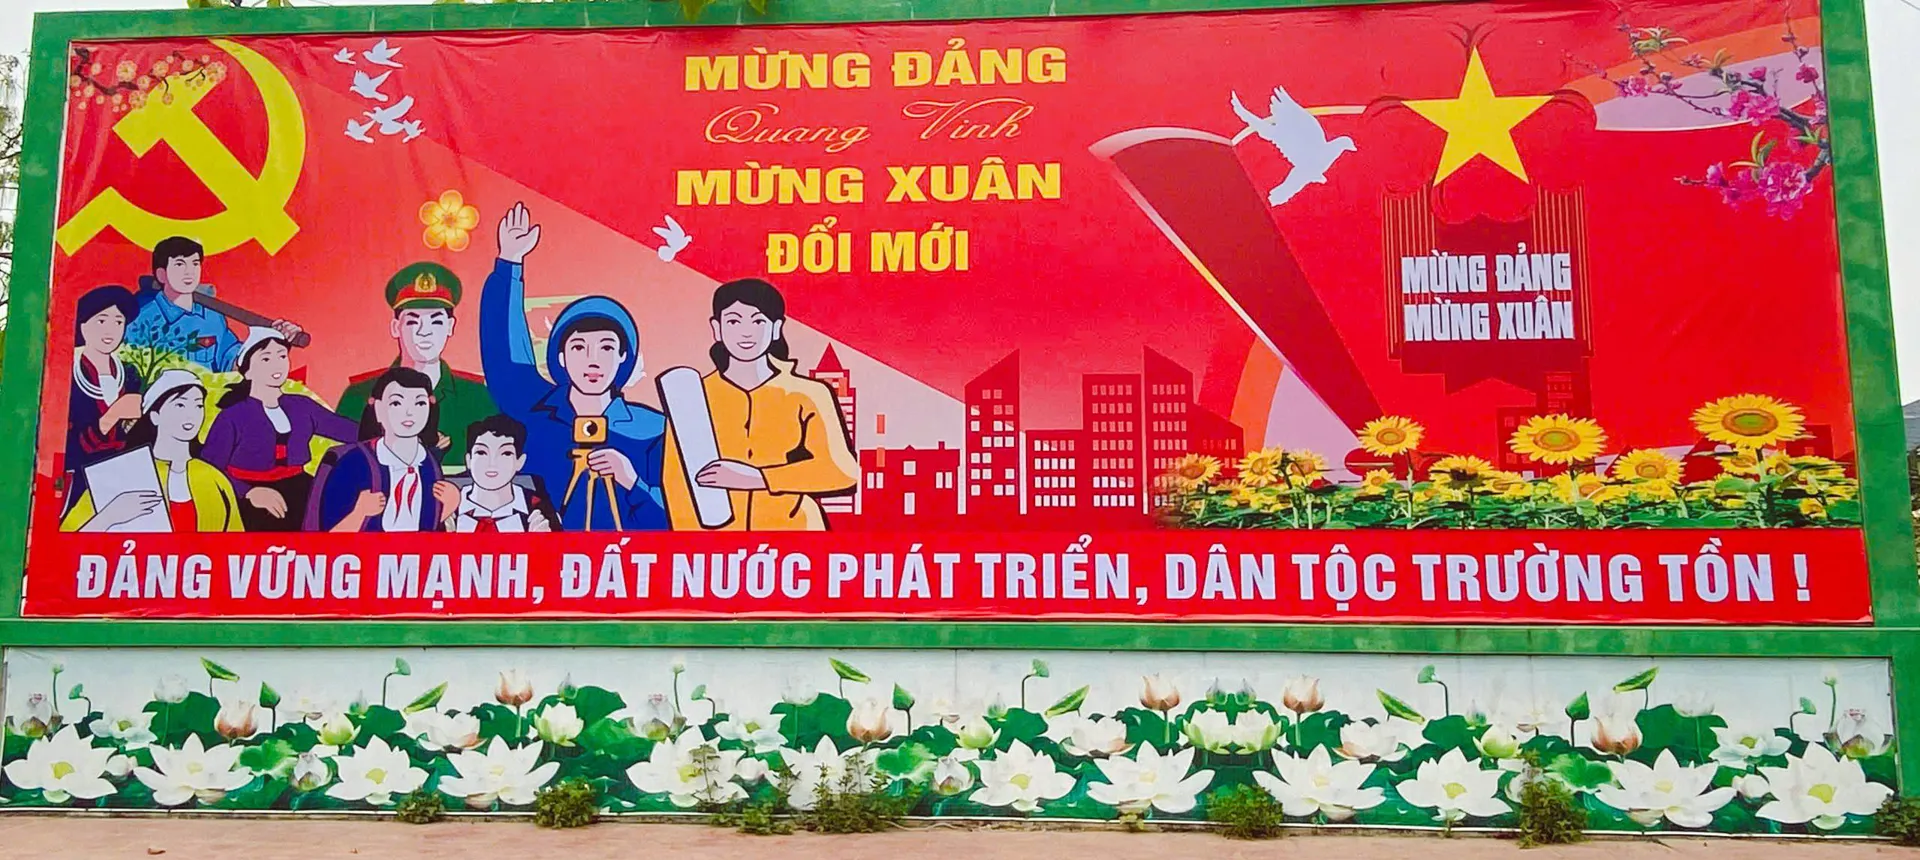 MỪNG ĐẢNG
Quang Vinh
MỪNG XUÂN
ĐỔI MỚI
MỪNG ĐẢNG
MỪNG XUÂN
ĐẢNG VỮNG MẠNH, ĐẤT NƯỚC PHÁT TRIỂN, DÂN TỘC TRƯỜNG TỒN !